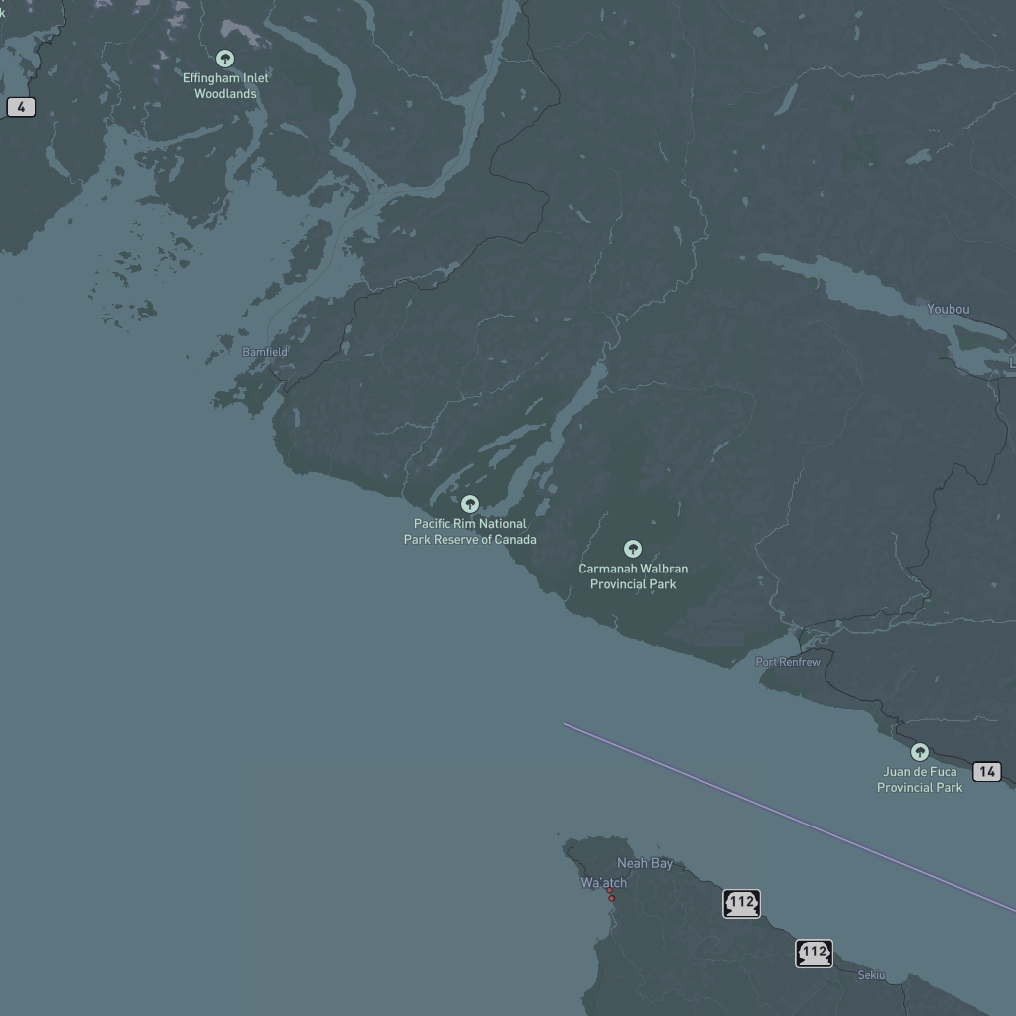 k
Effingham Inlet
Woodlands
4
Youbou
Bamfield
L
Pacific Rim National
Park Reserve of Canada
Carmanah Walbran
Provincial Park
Port Renfrew
Juan de Fuca
Provincial Park
14
Neah Bay
Wa'atch
112
112
Sekiu